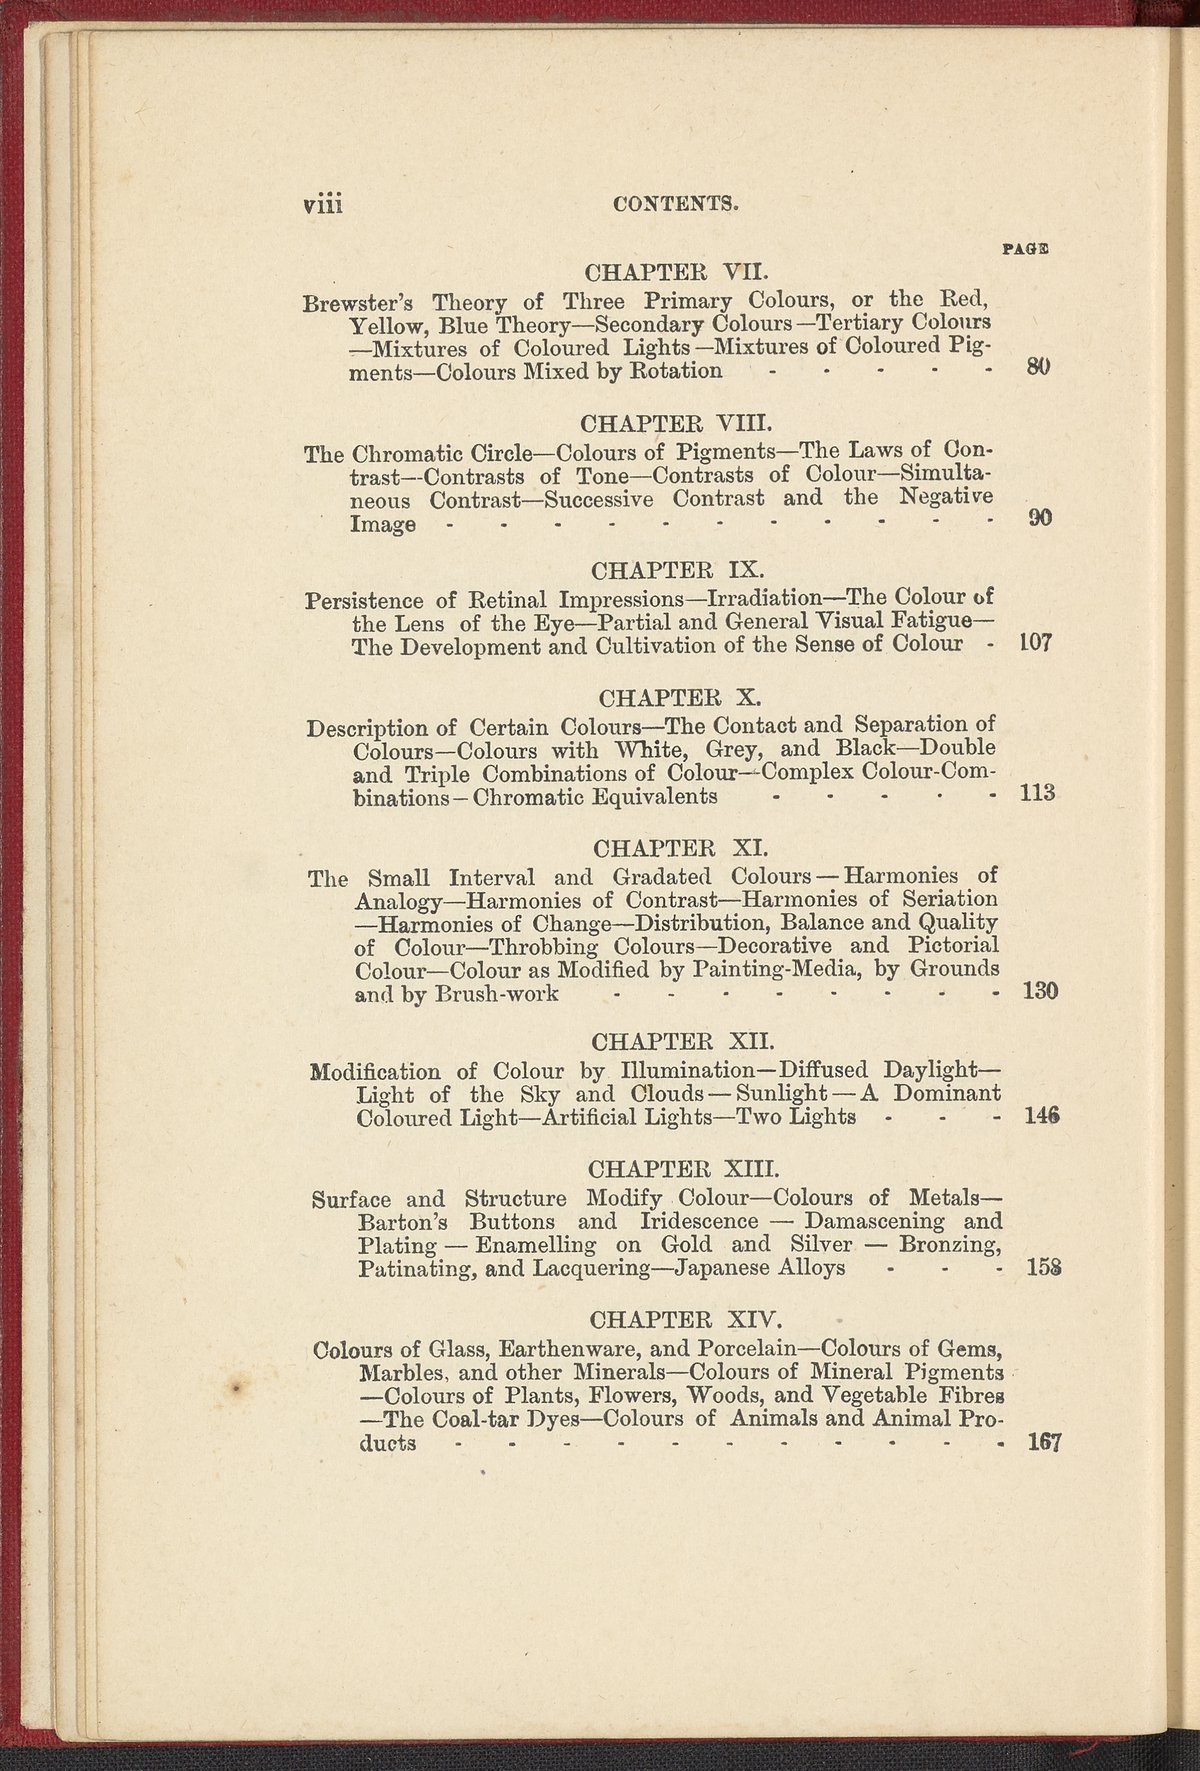 viii CONTENTS.
PAGE
CHAPTER VII.
Brewster's Theory of Three Primary Colours, or the Red,
Yellow, Blue Theory—Secondary Colours—Tertiary Colours
—Mixtures of Coloured Lights—Mixtures of Coloured Pig-
ments—Colours Mixed by Rotation - - - - - 80
CHAPTER VIII.
The Chromatic Circle—Colours of Pigments—The Laws of Con-
trast—Contrasts of Tone—Contrasts of Colour—Simulta-
neous Contrast—Successive Contrast and the Negative
Image - - - - - - - - - - - 90
CHAPTER IX.
Persistence of Retinal Impressions—Irradiation—The Colour of
the Lens of the Eye—Partial and General Visual Fatigue—
The Development and Cultivation of the Sense of Colour - 107
CHAPTER X.
Description of Certain Colours—The Contact and Separation of
Colours—Colours with White, Grey, and Black—Double
and Triple Combinations of Colour—Complex Colour-Com-
binations—Chromatic Equivalents - - - - - 113
CHAPTER XI.
The Small Interval and Gradated Colours—Harmonies of
Analogy—Harmonies of Contrast—Harmonies of Seriation
—Harmonies of Change—Distribution, Balance and Quality
of Colour—Throbbing Colours—Decorative and Pictorial
Colour—Colour as Modified by Painting-Media, by Grounds
and by Brush-work - - - - - - - - 130
CHAPTER XII.
Modification of Colour by Illumination—Diffused Daylight—
Light of the Sky and Clouds—Sunlight—A Dominant
Coloured Light—Artificial Lights—Two Lights - - - 146
CHAPTER XIII.
Surface and Structure Modify Colour—Colours of Metals—
Barton's Buttons and Iridescence — Damascening and
Plating — Enamelling on Gold and Silver — Bronzing,
Patinating, and Lacquering—Japanese Alloys - - - 158
CHAPTER XIV.
Colours of Glass, Earthenware, and Porcelain—Colours of Gems,
Marbles, and other Minerals—Colours of Mineral Pigments
—Colours of Plants, Flowers, Woods, and Vegetable Fibres
—The Coal-tar Dyes—Colours of Animals and Animal Pro-
ducts - - - - - - - - - - - 167